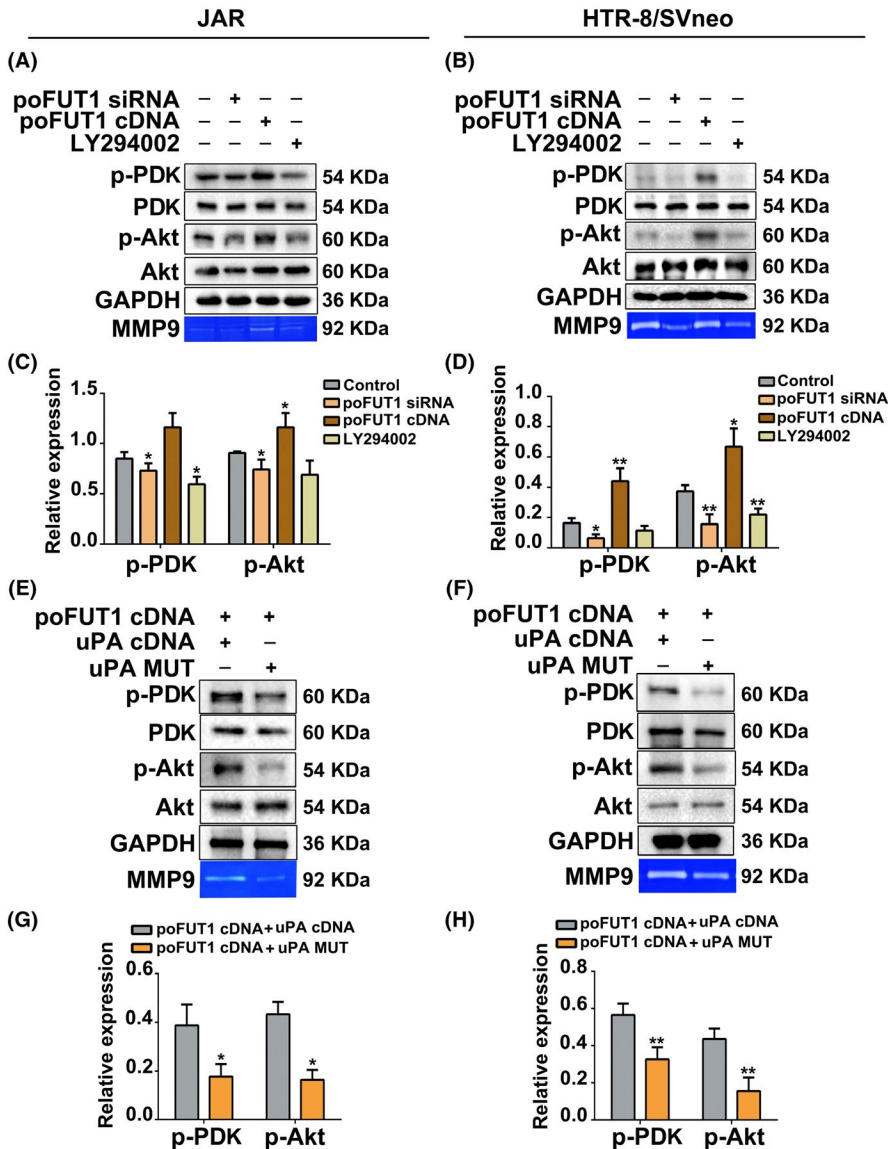 JAR
HTR-8/SVneo
(A)
poFUT1 siRNA – + – –
poFUT1 cDNA – – + –
LY294002 – – – +
p-PDK 54 KDa
PDK 54 KDa
p-Akt 60 KDa
Akt 60 KDa
GAPDH 36 KDa
MMP9 92 KDa
(B)
poFUT1 siRNA – + – –
poFUT1 cDNA – – + –
LY294002 – – – +
p-PDK 54 KDa
PDK 54 KDa
p-Akt 60 KDa
Akt 60 KDa
GAPDH 36 KDa
MMP9 92 KDa
(C)
Relative expression
1.5
1.0
0.5
0.0
* * * *
*
p-PDK p-Akt
Control
poFUT1 siRNA
poFUT1 cDNA
LY294002
(D)
Relative expression
1.0
0.8
0.6
0.4
0.2
0.0
* ** ** * **
p-PDK p-Akt
Control
poFUT1 siRNA
poFUT1 cDNA
LY294002
(E)
poFUT1 cDNA + +
uPA cDNA + –
uPA MUT – +
p-PDK 60 KDa
PDK 60 KDa
p-Akt 54 KDa
Akt 54 KDa
GAPDH 36 KDa
MMP9 92 KDa
(F)
poFUT1 cDNA + +
uPA cDNA + –
uPA MUT – +
p-PDK 60 KDa
PDK 60 KDa
p-Akt 54 KDa
Akt 54 KDa
GAPDH 36 KDa
MMP9 92 KDa
(G)
poFUT1 cDNA+uPA cDNA
poFUT1 cDNA+uPA MUT
Relative expression
0.6
0.4
0.2
0.0
* *
p-PDK p-Akt
(H)
poFUT1 cDNA+uPA cDNA
poFUT1 cDNA+uPA MUT
Relative expression
0.8
0.6
0.4
0.2
0.0
** **
p-PDK p-Akt